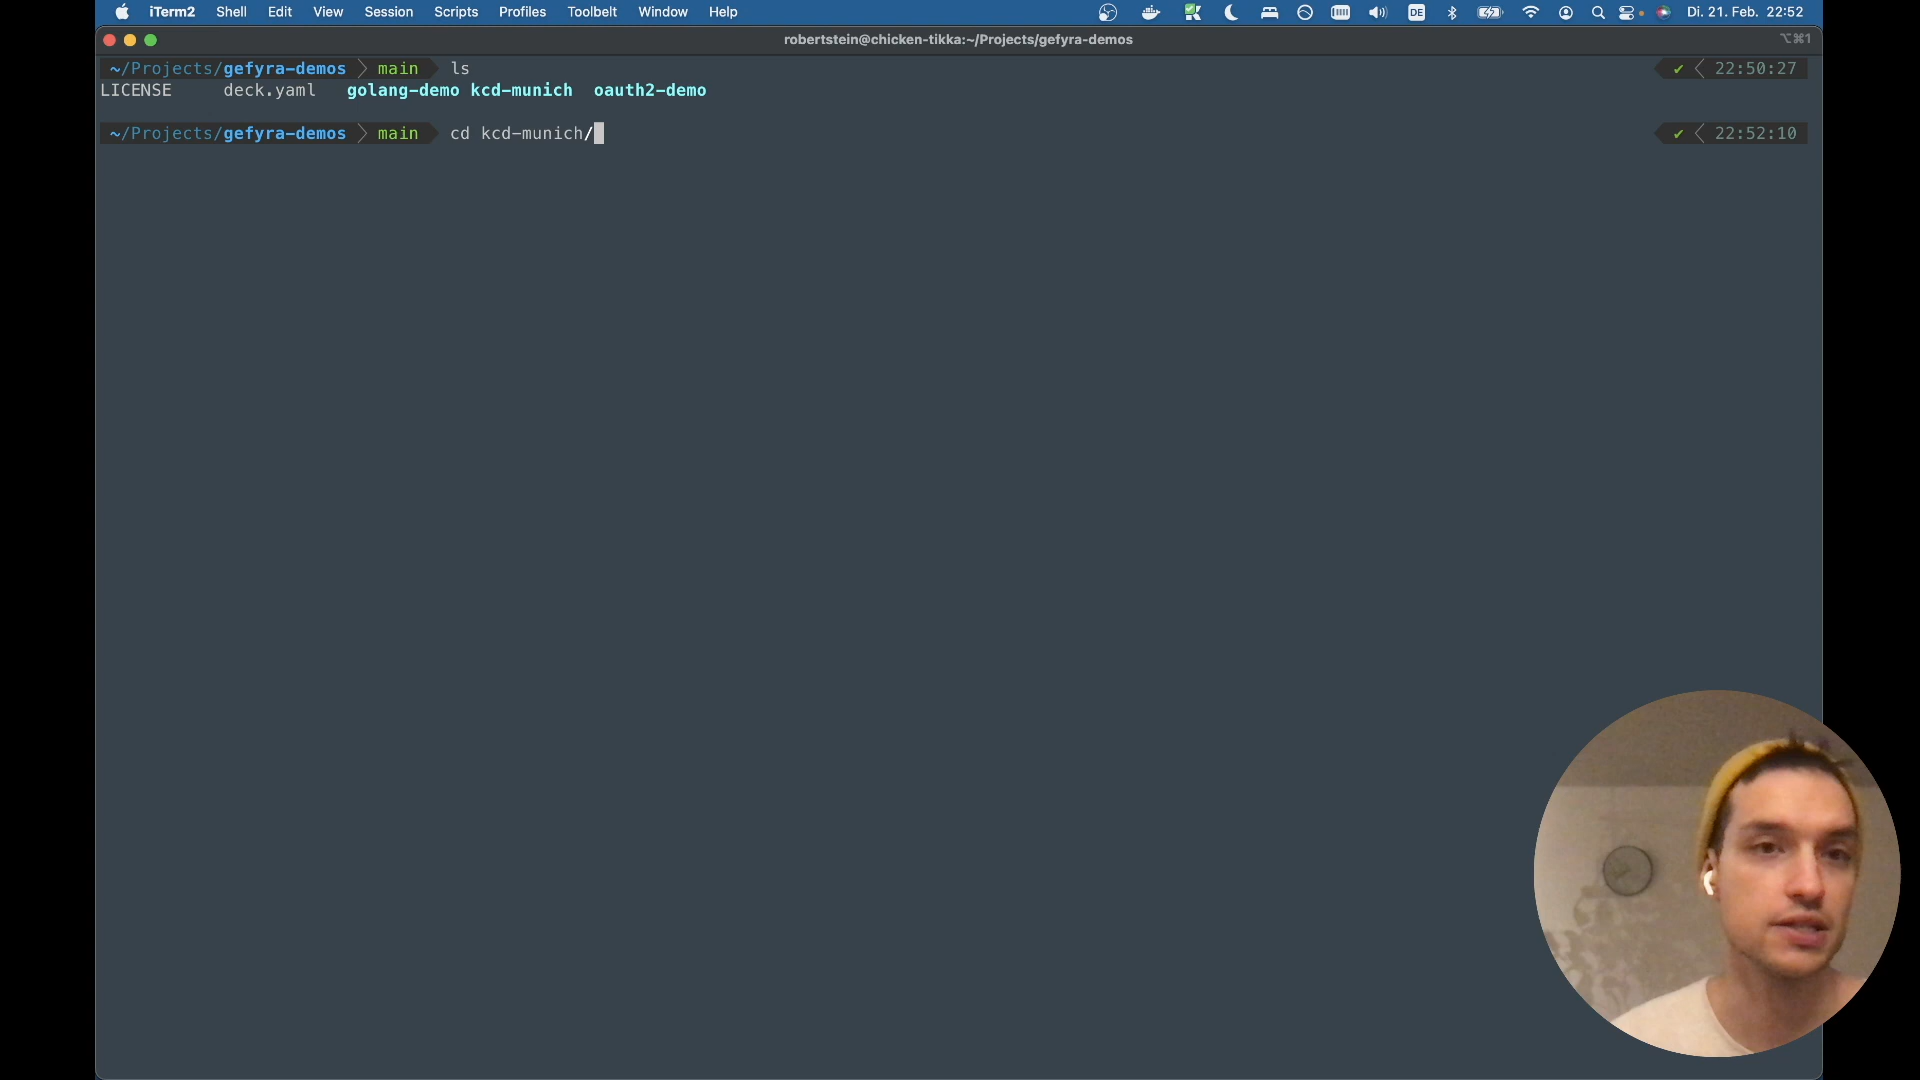 iTerm2 Shell Edit View Session Scripts Profiles Toolbelt Window Help DE Di. 21. Feb. 22:52
robertstein@chicken-tikka:~/Projects/gefyra-demos ⌥⌘1
~/Projects/gefyra-demos main ls ✔ 22:50:27
LICENSE deck.yaml golang-demo kcd-munich oauth2-demo
~/Projects/gefyra-demos main cd kcd-munich/ ✔ 22:52:10